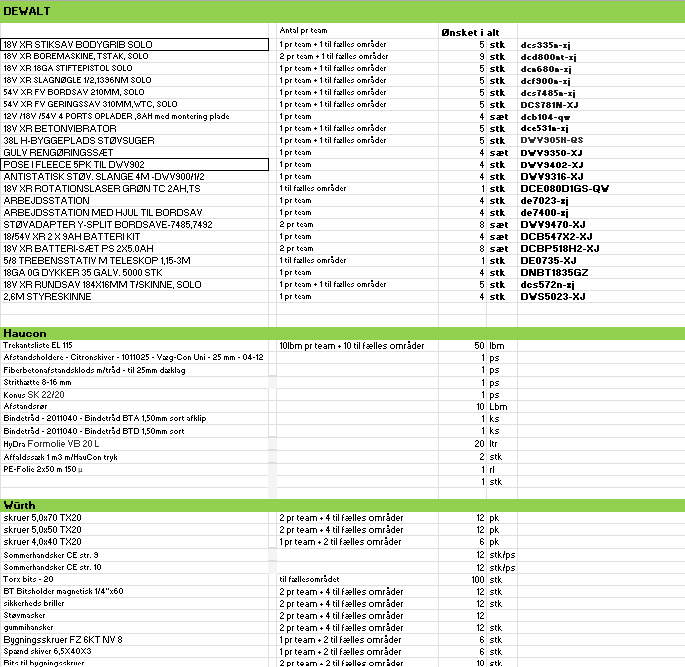 DEWALT
Antal pr team Ønsket i alt
18V XR STIKSAV BODYGRIB SOLO 1 pr team + 1 til fælles områder 5 stk dcs335n-xj
18V XR BOREMASKINE, TSTAK, SOLO 2 pr team + 1 til fælles områder 9 stk dcd800nt-xj
18V XR 18GA STIFTEPISTOL SOLO 1 pr team + 1 til fælles områder 5 stk dcn680n-xj
18V XR SLAGNØGLE 1/2,1396NM SOLO 1 pr team + 1 til fælles områder 5 stk dcf900n-xj
54V XR FV BORDSAV 210MM, SOLO 1 pr team + 1 til fælles områder 5 stk dcs7485n-xj
54V XR FV GERINGSSAV 310MM,WTC, SOLO 1 pr team + 1 til fælles områder 5 stk DCS781N-XJ
12V /18V /54V 4 PORTS OPLADER ,8AH med montering plade 1 pr team 4 sæt dcb104-qw
18V XR BETONVIBRATOR 1 pr team + 1 til fælles områder 5 stk dce531n-xj
38L H-BYGGEPLADS STØVSUGER 1 pr team + 1 til fælles områder 5 stk DWV905H-QS
GULV RENGØRINGSSÆT 1 pr team 4 sæt DWV9350-XJ
POSE I FLEECE 5PK TIL DWV902 1 pr team 4 stk DWV9402-XJ
ANTISTATISK STØV. SLANGE 4M -DWV900/1/2 1 pr team 4 stk DWV9316-XJ
18V XR ROTATIONSLASER GRØN TC 2AH,TS 1 til fælles områder 1 stk DCE080D1GS-QW
ARBEJDSSTATION 1 pr team 4 stk de7023-xj
ARBEJDSSTATION MED HJUL TIL BORDSAV 1 pr team 4 stk de7400-xj
STØVADAPTER Y-SPLIT BORDSAVE-7485,7492 2 pr team 8 stk DWV9470-XJ
18/54V XR 2 X 9AH BATTERI KIT 1 pr team 4 sæt DCB547X2-XJ
18V XR BATTERI-SÆT PS 2X5.0AH 2 pr team 8 sæt DCBP518H2-XJ
5/8 TREBENSSTATIV M TELESKOP 1,15-3M 1 til fælles områder 1 stk DE0735-XJ
18GA 0G DYKKER 35 GALV. 5000 STK 1 pr team 4 stk DNBT1835GZ
18V XR RUNDSAV 184X16MM T/SKINNE, SOLO 1 pr team + 1 til fælles områder 5 stk dcs572n-xj
2,6M STYRESKINNE 1 pr team 4 stk DWS5023-XJ
Haucon
Trekantsliste EL 115 10lbm pr team + 10 til fælles områder 50 lbm
Afstandsholdere - Citronskiver - 1011025 - Væg-Con Uni - 25 mm - 04-12 1 ps
Fiberbetonafstandsklods m/tråd - til 25mm dæklag 1 ps
Strithætte 8-16 mm 1 ps
Konus SK 22/20 1 ps
Afstandsrør 10 Lbm
Bindetråd - 2011040 - Bindetråd BTA 1,50mm sort afklip 1 ks
Bindetråd - 2011040 - Bindetråd BTD 1,50mm sort 1 ks
HyDra Formolie VB 20 L 20 ltr
Affaldssæk 1 m3 m/HauCon tryk 2 stk
PE-Folie 2x50 m 150 µ 1 rl
1 stk
Würth
skruer 5,0x70 TX20 2 pr team + 4 til fælles områder 12 pk
skruer 5,0x50 TX20 2 pr team + 4 til fælles områder 12 pk
skruer 4,0x40 TX20 1 pr team + 2 til fælles områder 6 pk
Sommerhandsker CE str. 9 12 stk/ps
Sommerhandsker CE str. 10 12 stk/ps
Torx bits - 20 til fællesområdet 100 stk
BT Bitsholder magnetisk 1/4"x60 2 pr team + 4 til fælles områder 12 stk
sikkerheds briller 2 pr team + 4 til fælles områder 12 stk
Støvmasker 2 pr team + 4 til fælles områder 12
gummihansker 2 pr team + 4 til fælles områder 12 stk
Bygningsskruer FZ 6KT NV 8 1 pr team + 2 til fælles områder 6 stk
Spænd skiver 6,5X40X3 1 pr team + 2 til fælles områder 6 stk
Bits til bygningsskruer 2 pr team + 4 til fælles områder 10 stk